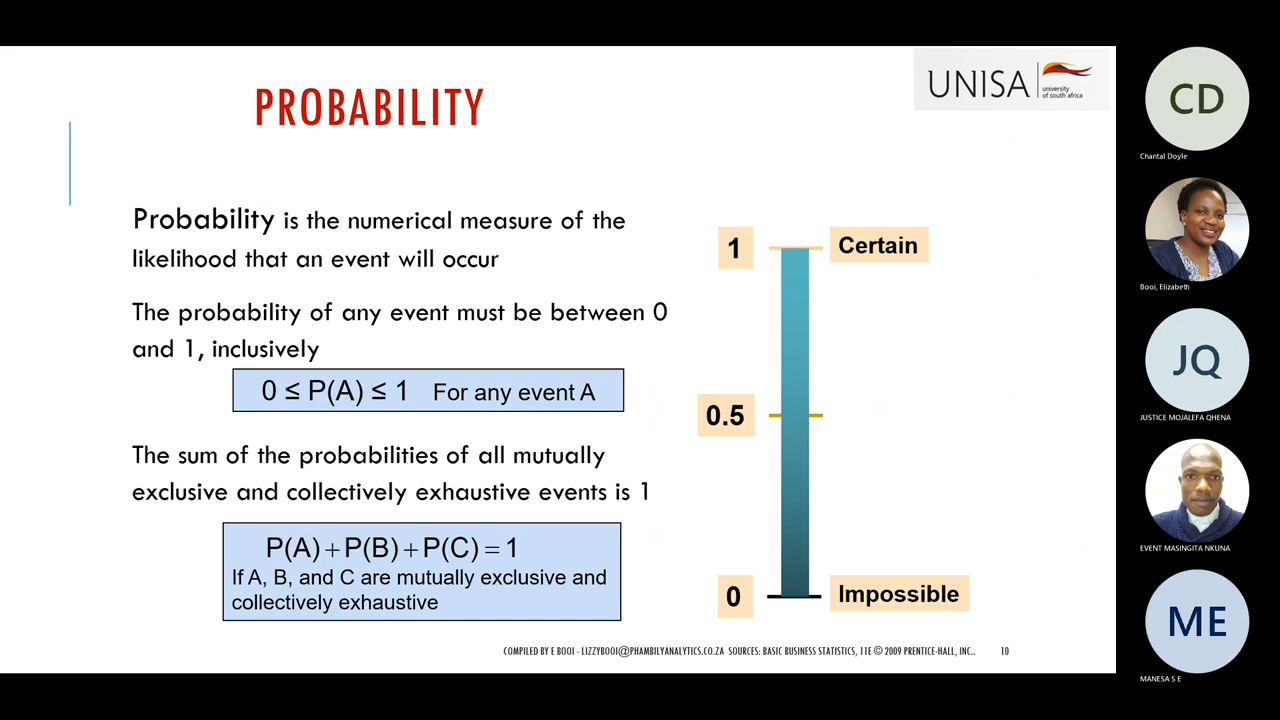 PROBABILITY
UNISA
university
of south africa
Probability is the numerical measure of the
likelihood that an event will occur
The probability of any event must be between 0
and 1, inclusively
0 ≤ P(A) ≤ 1 For any event A
The sum of the probabilities of all mutually
exclusive and collectively exhaustive events is 1
P(A)+P(B)+P(C)=1
If A, B, and C are mutually exclusive and
collectively exhaustive
1 Certain
0.5
0 Impossible
COMPILED BY E BOOI - LIZZYBOOI@PHAMBILYANALYTICS.CO.ZA SOURCES: BASIC BUSINESS STATISTICS, 11E © 2009 PRENTICE-HALL, INC.. 10
CD
Chantal Doyle
Booi, Elizabeth
JQ
JUSTICE MOJALEFA QHENA
EVENT MASINGITA NKUNA
ME
MANESA S E